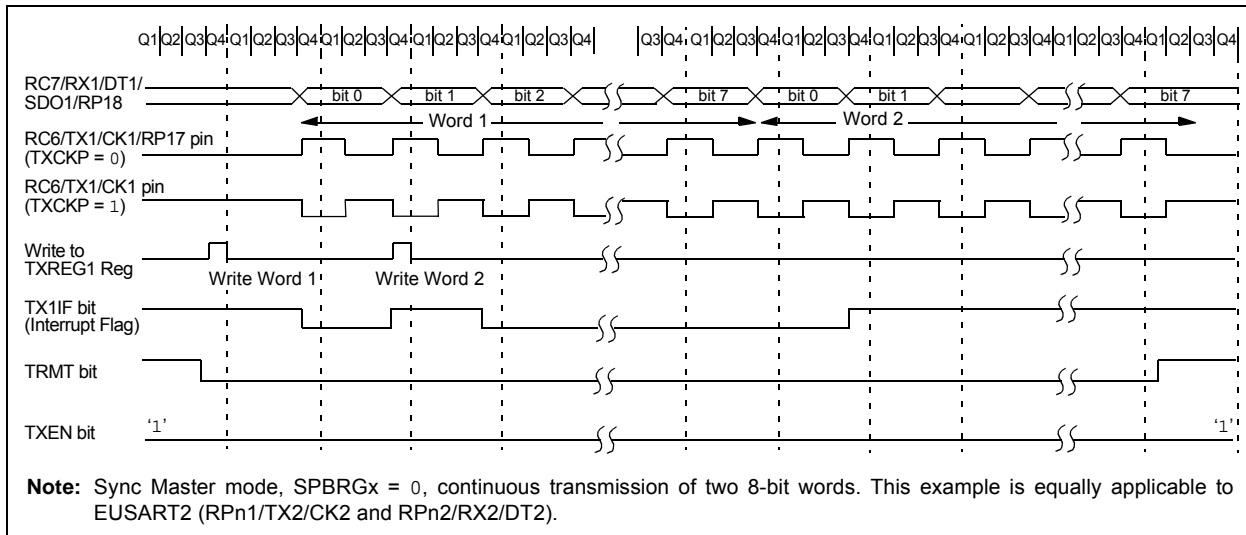 Q1 Q2 Q3 Q4 Q1 Q2 Q3 Q4 Q1 Q2 Q3 Q4 Q1 Q2 Q3 Q4 Q1 Q2 Q3 Q4 Q3 Q4 Q1 Q2 Q3 Q4 Q1 Q2 Q3 Q4 Q1 Q2 Q3 Q4 Q1 Q2 Q3 Q4 Q1 Q2 Q3 Q4 Q1 Q2 Q3 Q4
RC7/RX1/DT1/
SDO1/RP18
bit 0 bit 1 bit 2 bit 7 bit 0 bit 1 bit 7
Word 1 Word 2
RC6/TX1/CK1/RP17 pin
(TXCKP = 0)
RC6/TX1/CK1 pin
(TXCKP = 1)
Write to
TXREG1 Reg
Write Word 1 Write Word 2
TX1IF bit
(Interrupt Flag)
TRMT bit
TXEN bit
‘1’ ‘1’
Note: Sync Master mode, SPBRGx = 0, continuous transmission of two 8-bit words. This example is equally applicable to
EUSART2 (RPn1/TX2/CK2 and RPn2/RX2/DT2).